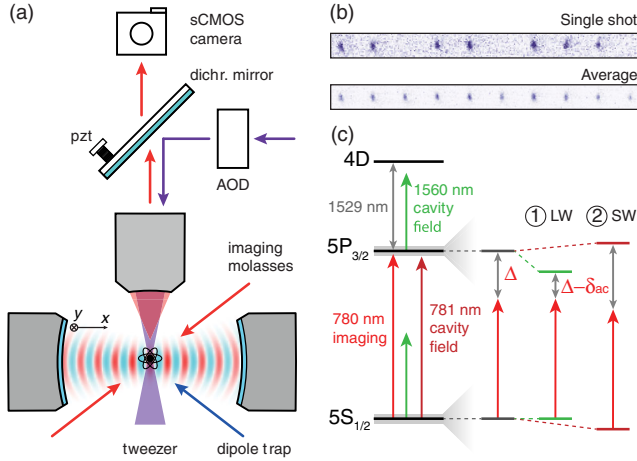 (a)
sCMOS
camera
dichr. mirror
pzt
AOD
imaging
molasses
y
x
tweezer
dipole trap
(b)
Single shot
Average
(c)
4D
1529 nm
1560 nm
cavity
field
1 LW
2 SW
5P3/2
Δ
Δ−δac
780 nm
imaging
781 nm
cavity
field
5S1/2